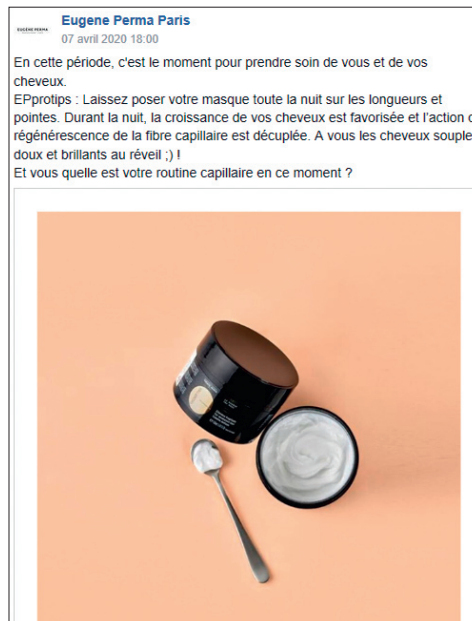 EUGENE PERMA
Eugene Perma Paris
07 avril 2020 18:00
En cette période, c'est le moment pour prendre soin de vous et de vos
cheveux.
EPprotips : Laissez poser votre masque toute la nuit sur les longueurs et
pointes. Durant la nuit, la croissance de vos cheveux est favorisée et l'action d
régénérescence de la fibre capillaire est décuplée. A vous les cheveux souple
doux et brillants au réveil ;) !
Et vous quelle est votre routine capillaire en ce moment ?